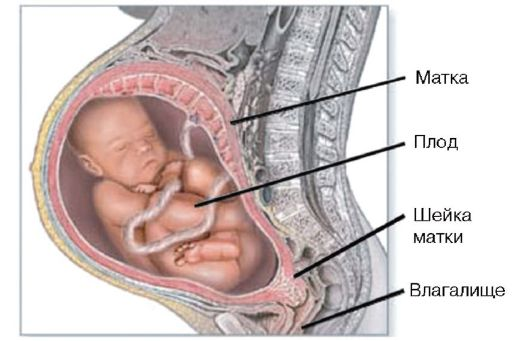 Матка
Плод
Шейка
матки
Влагалище